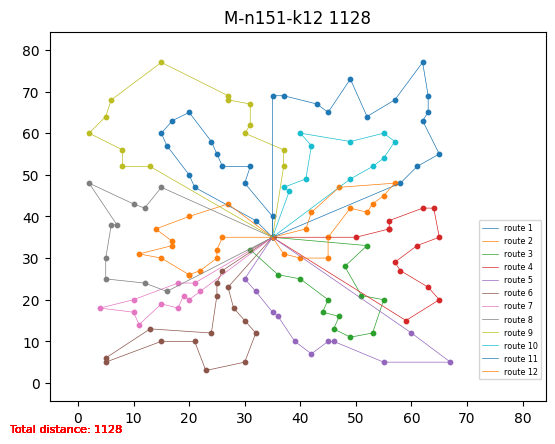 M-n151-k12 1128
80
70
60
50
40
30
20
10
0
0 10 20 30 40 50 60 70 80
route 1
route 2
route 3
route 4
route 5
route 6
route 7
route 8
route 9
route 10
route 11
route 12
Total distance: 1128